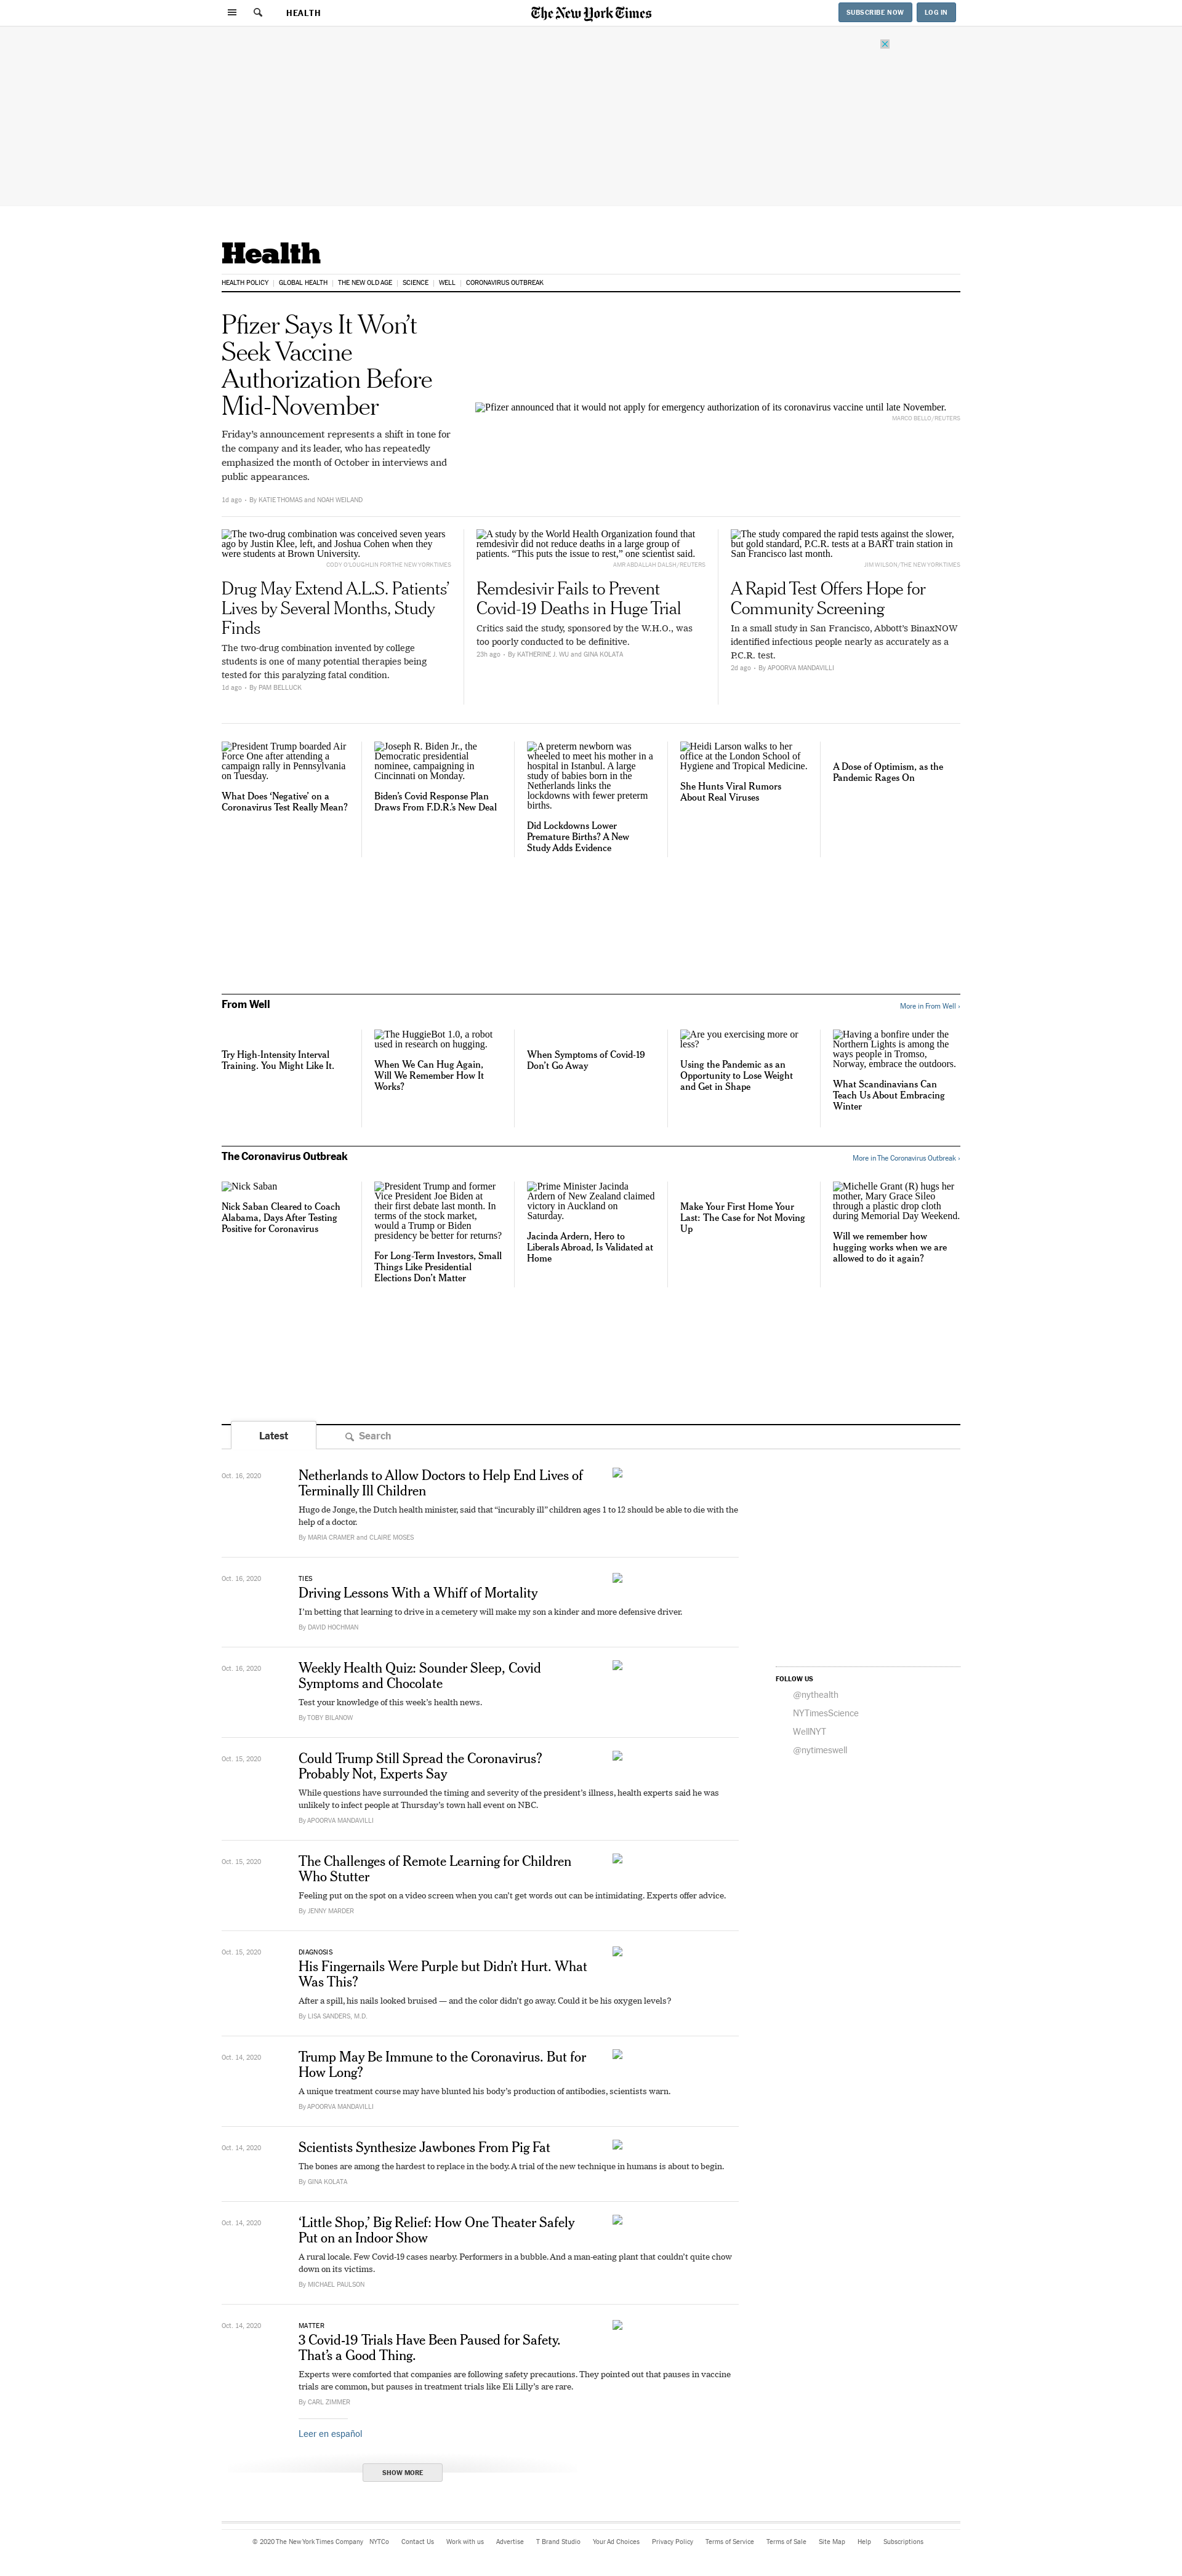 HEALTH
The New York Times
SUBSCRIBE NOW
LOG IN
Health
HEALTH POLICY
GLOBAL HEALTH
THE NEW OLD AGE
SCIENCE
WELL
CORONAVIRUS OUTBREAK
Pfizer Says It Won’t
Seek Vaccine
Authorization Before
Mid-November
Friday’s announcement represents a shift in tone for
the company and its leader, who has repeatedly
emphasized the month of October in interviews and
public appearances.
1d ago • By KATIE THOMAS and NOAH WEILAND
Pfizer announced that it would not apply for emergency authorization of its coronavirus vaccine until late November.
MARCO BELLO/REUTERS
The two-drug combination was conceived seven years
ago by Justin Klee, left, and Joshua Cohen when they
were students at Brown University.
CODY O’LOUGHLIN FOR THE NEW YORK TIMES
Drug May Extend A.L.S. Patients’
Lives by Several Months, Study
Finds
The two-drug combination invented by college
students is one of many potential therapies being
tested for this paralyzing fatal condition.
1d ago • By PAM BELLUCK
A study by the World Health Organization found that
remdesivir did not reduce deaths in a large group of
patients. “This puts the issue to rest,” one scientist said.
AMR ABDALLAH DALSH/REUTERS
Remdesivir Fails to Prevent
Covid-19 Deaths in Huge Trial
Critics said the study, sponsored by the W.H.O., was
too poorly conducted to be definitive.
23h ago • By KATHERINE J. WU and GINA KOLATA
The study compared the rapid tests against the slower,
but gold standard, P.C.R. tests at a BART train station in
San Francisco last month.
JIM WILSON/THE NEW YORK TIMES
A Rapid Test Offers Hope for
Community Screening
In a small study in San Francisco, Abbott’s BinaxNOW
identified infectious people nearly as accurately as a
P.C.R. test.
2d ago • By APOORVA MANDAVILLI
President Trump boarded Air
Force One after attending a
campaign rally in Pennsylvania
on Tuesday.
What Does ‘Negative’ on a
Coronavirus Test Really Mean?
Joseph R. Biden Jr., the
Democratic presidential
nominee, campaigning in
Cincinnati on Monday.
Biden’s Covid Response Plan
Draws From F.D.R.’s New Deal
A preterm newborn was
wheeled to meet his mother in a
hospital in Istanbul. A large
study of babies born in the
Netherlands links the
lockdowns with fewer preterm
births.
Did Lockdowns Lower
Premature Births? A New
Study Adds Evidence
Heidi Larson walks to her
office at the London School of
Hygiene and Tropical Medicine.
She Hunts Viral Rumors
About Real Viruses
A Dose of Optimism, as the
Pandemic Rages On
From Well
More in From Well ›
Try High-Intensity Interval
Training. You Might Like It.
The HuggieBot 1.0, a robot
used in research on hugging.
When We Can Hug Again,
Will We Remember How It
Works?
When Symptoms of Covid-19
Don’t Go Away
Are you exercising more or
less?
Using the Pandemic as an
Opportunity to Lose Weight
and Get in Shape
Having a bonfire under the
Northern Lights is among the
ways people in Tromso,
Norway, embrace the outdoors.
What Scandinavians Can
Teach Us About Embracing
Winter
The Coronavirus Outbreak
More in The Coronavirus Outbreak ›
Nick Saban
Nick Saban Cleared to Coach
Alabama, Days After Testing
Positive for Coronavirus
President Trump and former
Vice President Joe Biden at
their first debate last month. In
terms of the stock market,
would a Trump or Biden
presidency be better for returns?
For Long-Term Investors, Small
Things Like Presidential
Elections Don’t Matter
Prime Minister Jacinda
Ardern of New Zealand claimed
victory in Auckland on
Saturday.
Jacinda Ardern, Hero to
Liberals Abroad, Is Validated at
Home
Make Your First Home Your
Last: The Case for Not Moving
Up
Michelle Grant (R) hugs her
mother, Mary Grace Sileo
through a plastic drop cloth
during Memorial Day Weekend.
Will we remember how
hugging works when we are
allowed to do it again?
Latest
Search
Oct. 16, 2020
Netherlands to Allow Doctors to Help End Lives of
Terminally Ill Children
Hugo de Jonge, the Dutch health minister, said that “incurably ill” children ages 1 to 12 should be able to die with the
help of a doctor.
By MARIA CRAMER and CLAIRE MOSES
Oct. 16, 2020
TIES
Driving Lessons With a Whiff of Mortality
I’m betting that learning to drive in a cemetery will make my son a kinder and more defensive driver.
By DAVID HOCHMAN
Oct. 16, 2020
Weekly Health Quiz: Sounder Sleep, Covid
Symptoms and Chocolate
Test your knowledge of this week’s health news.
By TOBY BILANOW
FOLLOW US
@nythealth
NYTimesScience
WellNYT
@nytimeswell
Oct. 15, 2020
Could Trump Still Spread the Coronavirus?
Probably Not, Experts Say
While questions have surrounded the timing and severity of the president’s illness, health experts said he was
unlikely to infect people at Thursday’s town hall event on NBC.
By APOORVA MANDAVILLI
Oct. 15, 2020
The Challenges of Remote Learning for Children
Who Stutter
Feeling put on the spot on a video screen when you can’t get words out can be intimidating. Experts offer advice.
By JENNY MARDER
Oct. 15, 2020
DIAGNOSIS
His Fingernails Were Purple but Didn’t Hurt. What
Was This?
After a spill, his nails looked bruised — and the color didn’t go away. Could it be his oxygen levels?
By LISA SANDERS, M.D.
Oct. 14, 2020
Trump May Be Immune to the Coronavirus. But for
How Long?
A unique treatment course may have blunted his body’s production of antibodies, scientists warn.
By APOORVA MANDAVILLI
Oct. 14, 2020
Scientists Synthesize Jawbones From Pig Fat
The bones are among the hardest to replace in the body. A trial of the new technique in humans is about to begin.
By GINA KOLATA
Oct. 14, 2020
‘Little Shop,’ Big Relief: How One Theater Safely
Put on an Indoor Show
A rural locale. Few Covid-19 cases nearby. Performers in a bubble. And a man-eating plant that couldn’t quite chow
down on its victims.
By MICHAEL PAULSON
Oct. 14, 2020
MATTER
3 Covid-19 Trials Have Been Paused for Safety.
That’s a Good Thing.
Experts were comforted that companies are following safety precautions. They pointed out that pauses in vaccine
trials are common, but pauses in treatment trials like Eli Lilly’s are rare.
By CARL ZIMMER
Leer en español
SHOW MORE
© 2020 The New York Times Company
NYTCo
Contact Us
Work with us
Advertise
T Brand Studio
Your Ad Choices
Privacy Policy
Terms of Service
Terms of Sale
Site Map
Help
Subscriptions